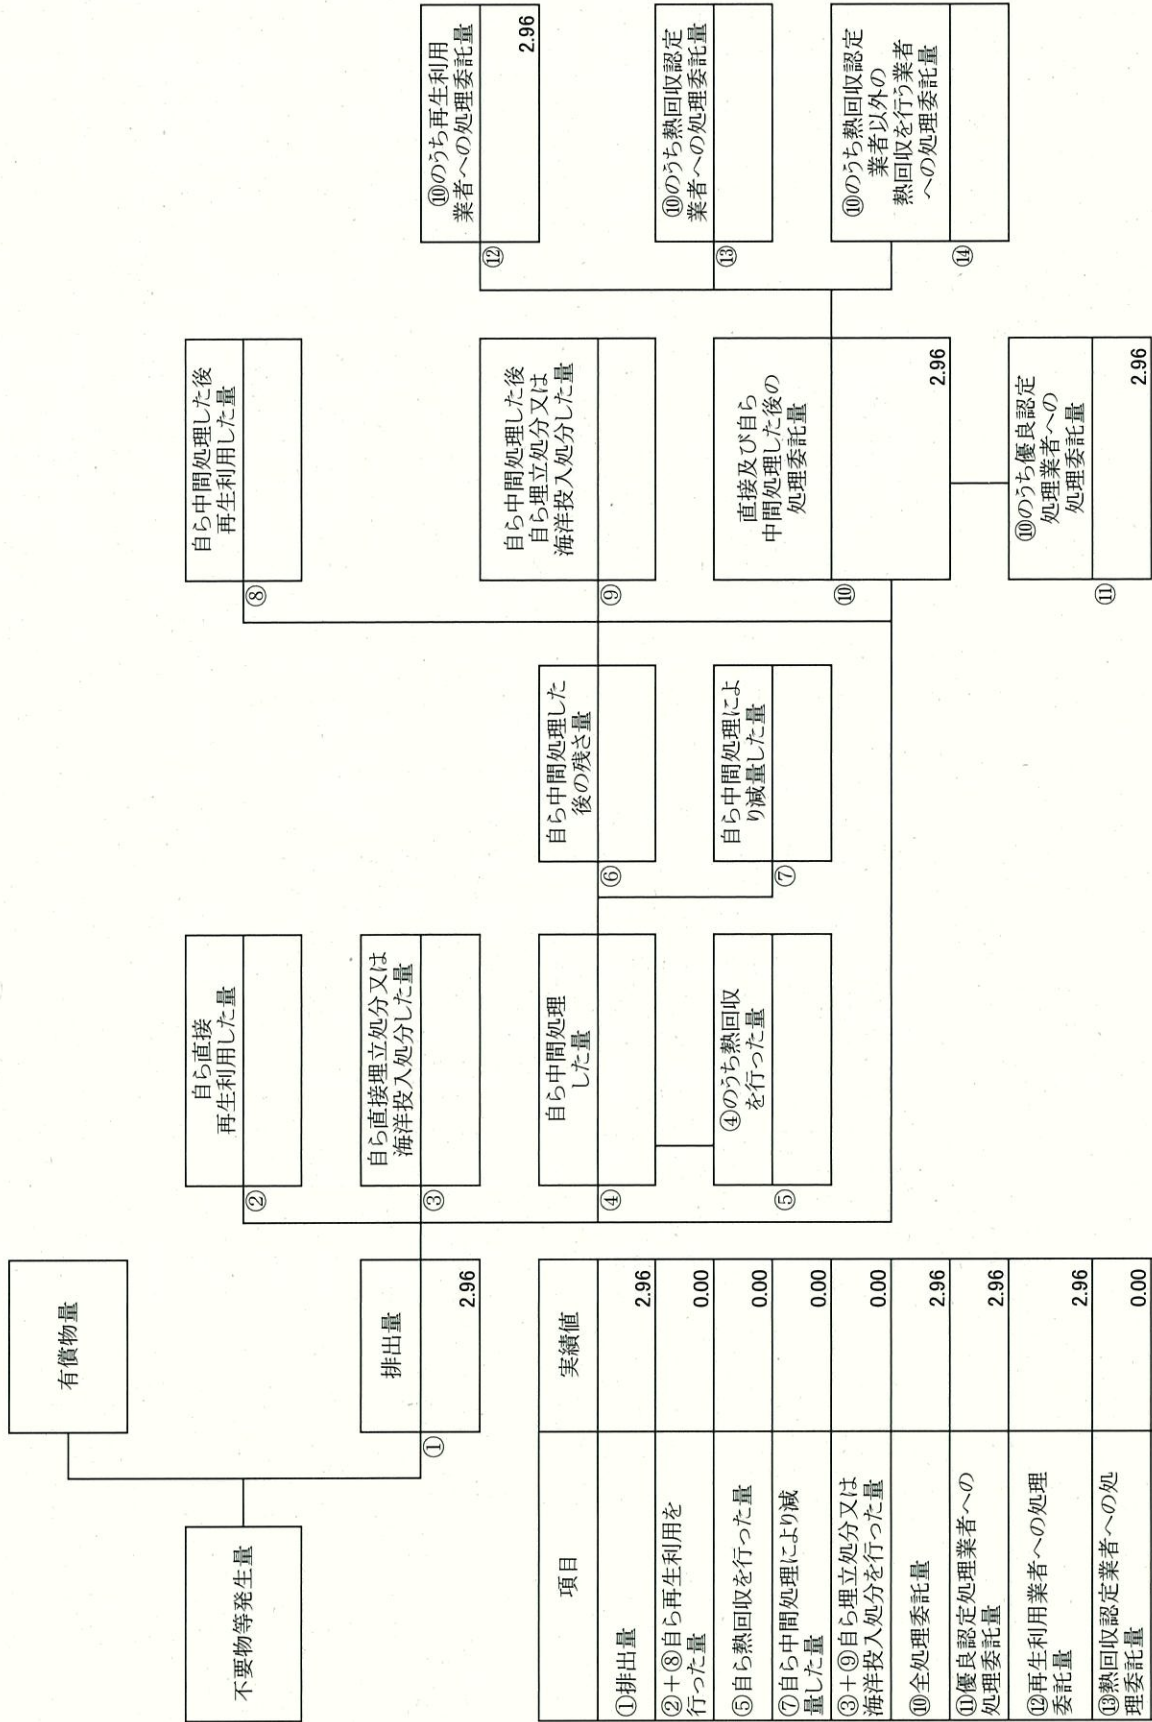 有償物量
不要物等発生量
排出量
①
2.96
自ら直接
再生利用した量
②
自ら直接埋立処分又は
海洋投入処分した量
③
自ら中間処理
した量
④
④のうち熱回収
を行った量
⑤
自ら中間処理した
後の残さ量
⑥
自ら中間処理によ
り減量した量
⑦
自ら中間処理した後
再生利用した量
⑧
自ら中間処理した後
自ら埋立処分又は
海洋投入処分した量
⑨
直接及び自ら
中間処理した後の
処理委託量
⑩
2.96
⑩のうち優良認定
処理業者への
処理委託量
⑪
2.96
⑩のうち再生利用
業者への処理委託量
⑫
2.96
⑩のうち熱回収認定
業者への処理委託量
⑬
⑩のうち熱回収認定
業者以外の
熱回収を行う業者
への処理委託量
⑭
項目 実績値
①排出量 2.96
②+⑧自ら再生利用を
行った量 0.00
⑤自ら熱回収を行った量 0.00
⑦自ら中間処理により減
量した量 0.00
③+⑨自ら埋立処分又は
海洋投入処分を行った量 0.00
⑩全処理委託量 2.96
⑪優良認定処理業者への
処理委託量 2.96
⑫再生利用業者への処理
委託量 2.96
⑬熱回収認定業者への処
理委託量 0.00